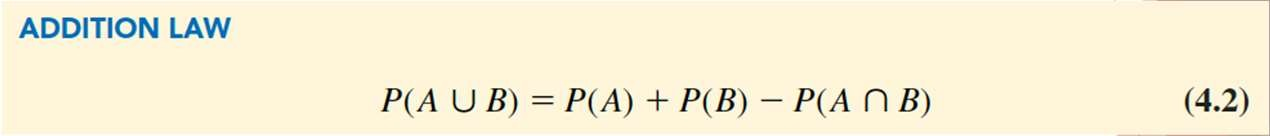 ADDITION LAW
P(A ∪ B) = P(A) + P(B) − P(A ∩ B) (4.2)